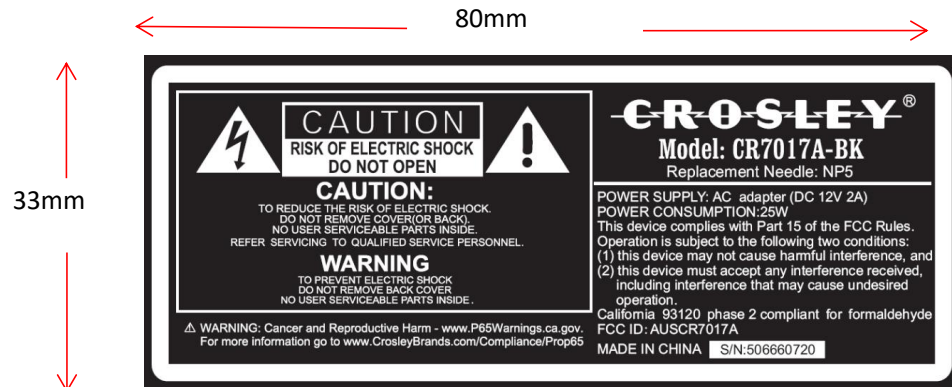 80mm
33mm
CAUTION
RISK OF ELECTRIC SHOCK
DO NOT OPEN
CAUTION:
TO REDUCE THE RISK OF ELECTRIC SHOCK.
DO NOT REMOVE COVER(OR BACK).
NO USER SERVICEABLE PARTS INSIDE.
REFER SERVICING TO QUALIFIED SERVICE PERSONNEL.
WARNING
TO PREVENT ELECTRIC SHOCK
DO NOT REMOVE BACK COVER
NO USER SERVICEABLE PARTS INSIDE.
⚠ WARNING: Cancer and Reproductive Harm - www.P65Warnings.ca.gov.
For more information go to www.CrosleyBrands.com/Compliance/Prop65
CROSLEY®
Model: CR7017A-BK
Replacement Needle: NP5
POWER SUPPLY: AC adapter (DC 12V 2A)
POWER CONSUMPTION:25W
This device complies with Part 15 of the FCC Rules.
Operation is subject to the following two conditions:
(1) this device may not cause harmful interference, and
(2) this device must accept any interference received,
including interference that may cause undesired
operation.
California 93120 phase 2 compliant for formaldehyde
FCC ID: AUSCR7017A
MADE IN CHINA S/N:506660720